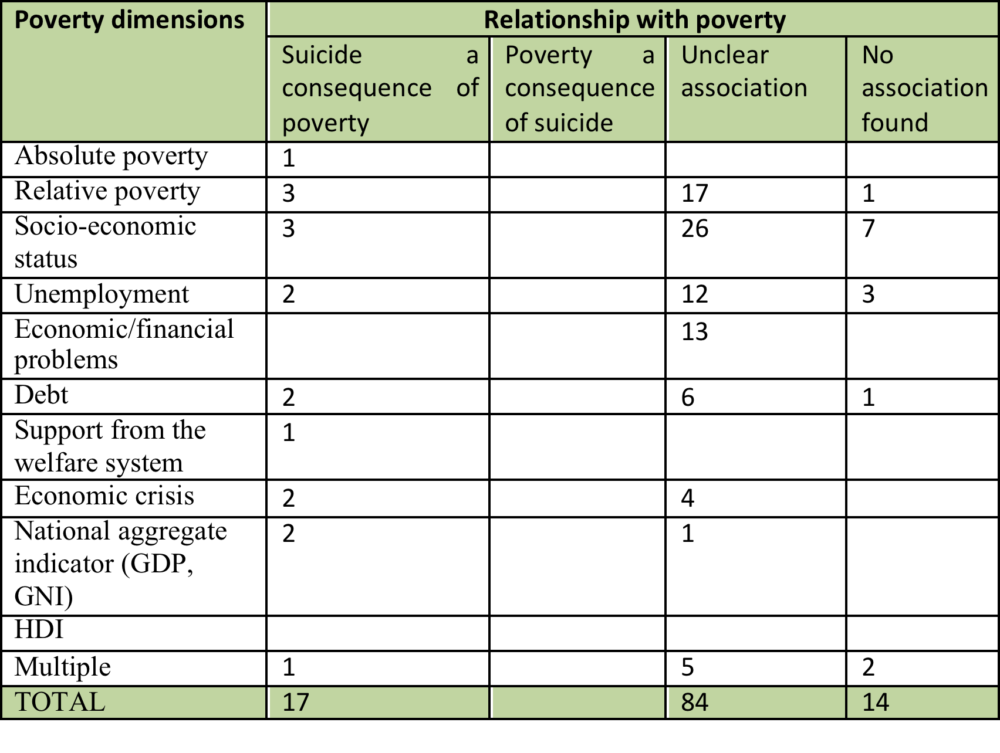 Poverty dimensions
Relationship with poverty
Suicide a
consequence of
poverty
Poverty a
consequence
of suicide
Unclear
association
No
association
found
Absolute poverty
1
Relative poverty
3
17
1
Socio-economic
status
3
26
7
Unemployment
2
12
3
Economic/financial
problems
13
Debt
2
6
1
Support from the
welfare system
1
Economic crisis
2
4
National aggregate
indicator (GDP,
GNI)
2
1
HDI
Multiple
1
5
2
TOTAL
17
84
14